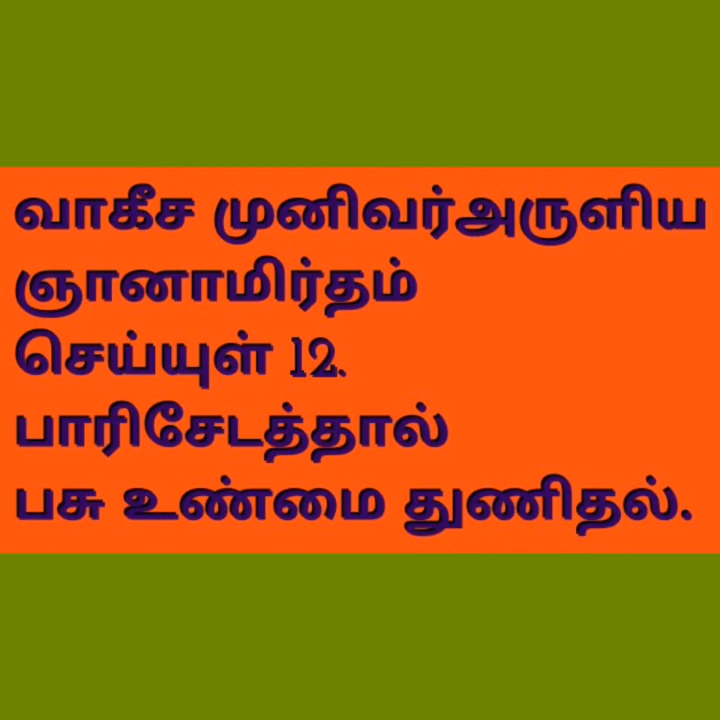 வாகீச முனிவர்அருளிய
ஞானாமிர்தம்
செய்யுள் 12.
பாரிசேடத்தால்
பசு உண்மை துணிதல்.